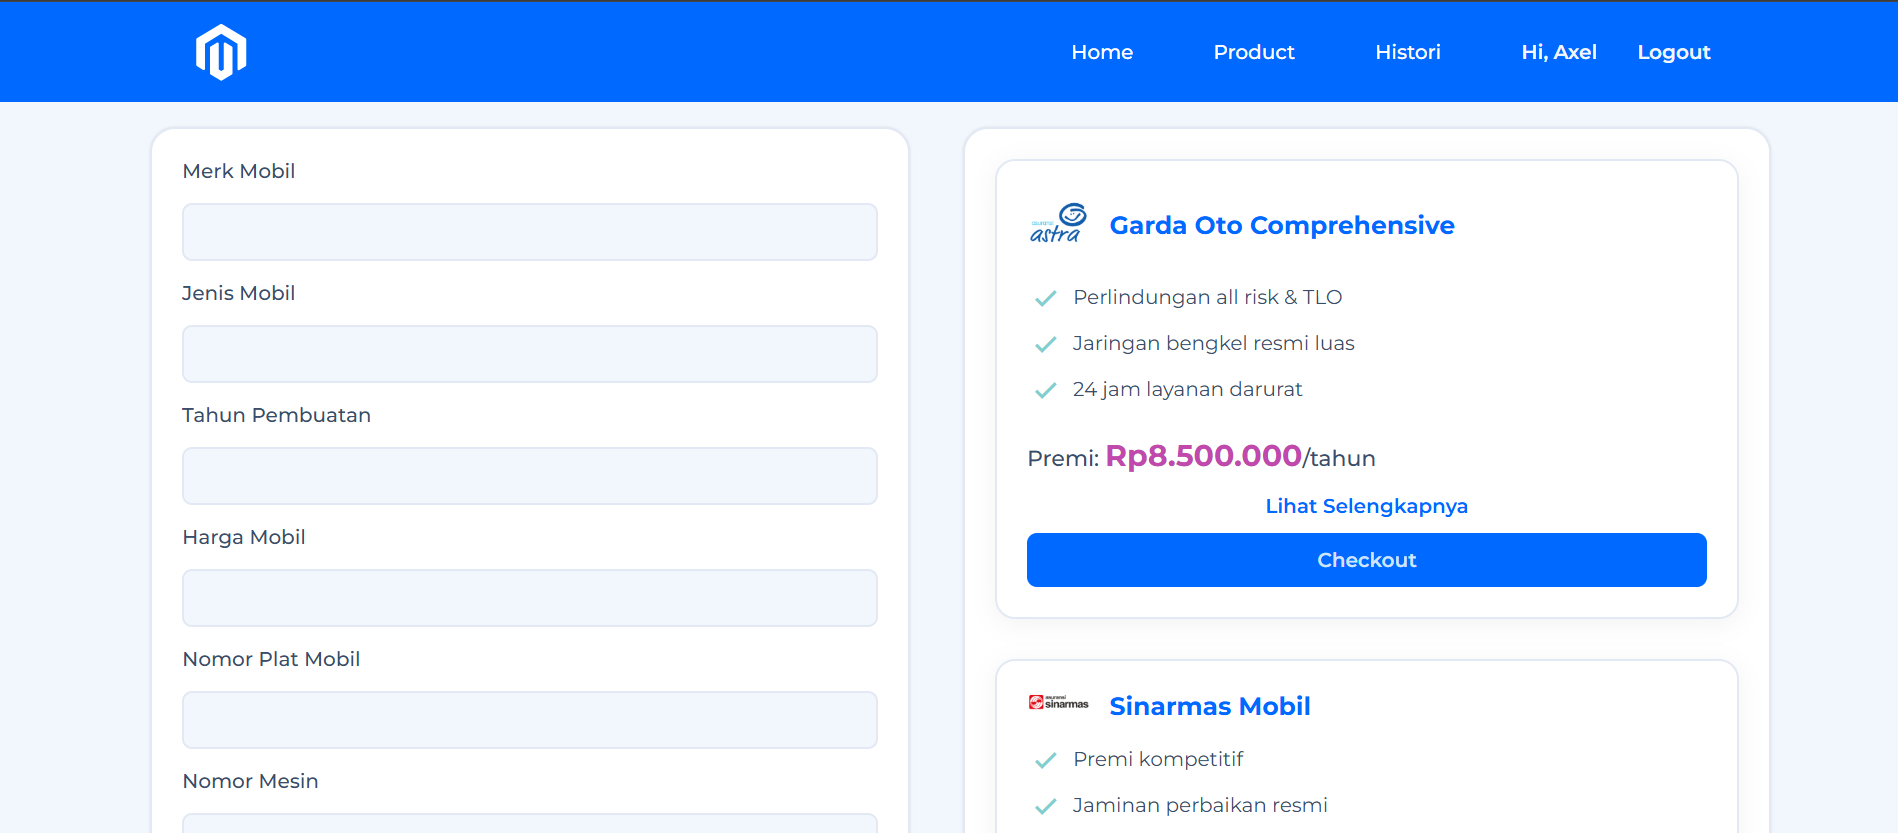 Home
Product
Histori
Hi, Axel
Logout
Merk Mobil
Jenis Mobil
Tahun Pembuatan
Harga Mobil
Nomor Plat Mobil
Nomor Mesin
asuransi
astra
Garda Oto Comprehensive
Perlindungan all risk & TLO
Jaringan bengkel resmi luas
24 jam layanan darurat
Premi: Rp8.500.000/tahun
Lihat Selengkapnya
Checkout
asuransi
sinarmas
Sinarmas Mobil
Premi kompetitif
Jaminan perbaikan resmi